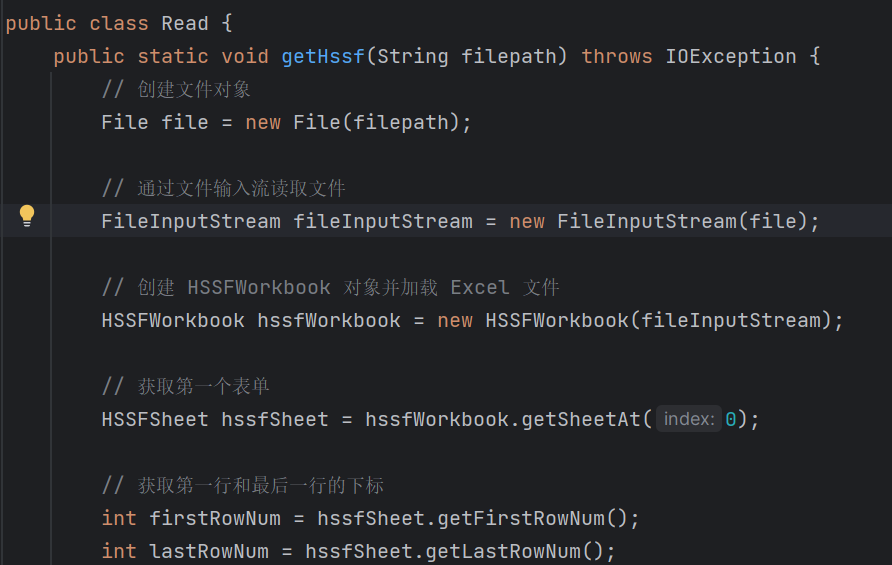 public class Read {
public static void getHssf(String filepath) throws IOException {
// 创建文件对象
File file = new File(filepath);
// 通过文件输入流读取文件
FileInputStream fileInputStream = new FileInputStream(file);
// 创建 HSSFWorkbook 对象并加载 Excel 文件
HSSFWorkbook hssfWorkbook = new HSSFWorkbook(fileInputStream);
// 获取第一个表单
HSSFSheet hssfSheet = hssfWorkbook.getSheetAt( index: 0);
// 获取第一行和最后一行的下标
int firstRowNum = hssfSheet.getFirstRowNum();
int lastRowNum = hssfSheet.getLastRowNum();